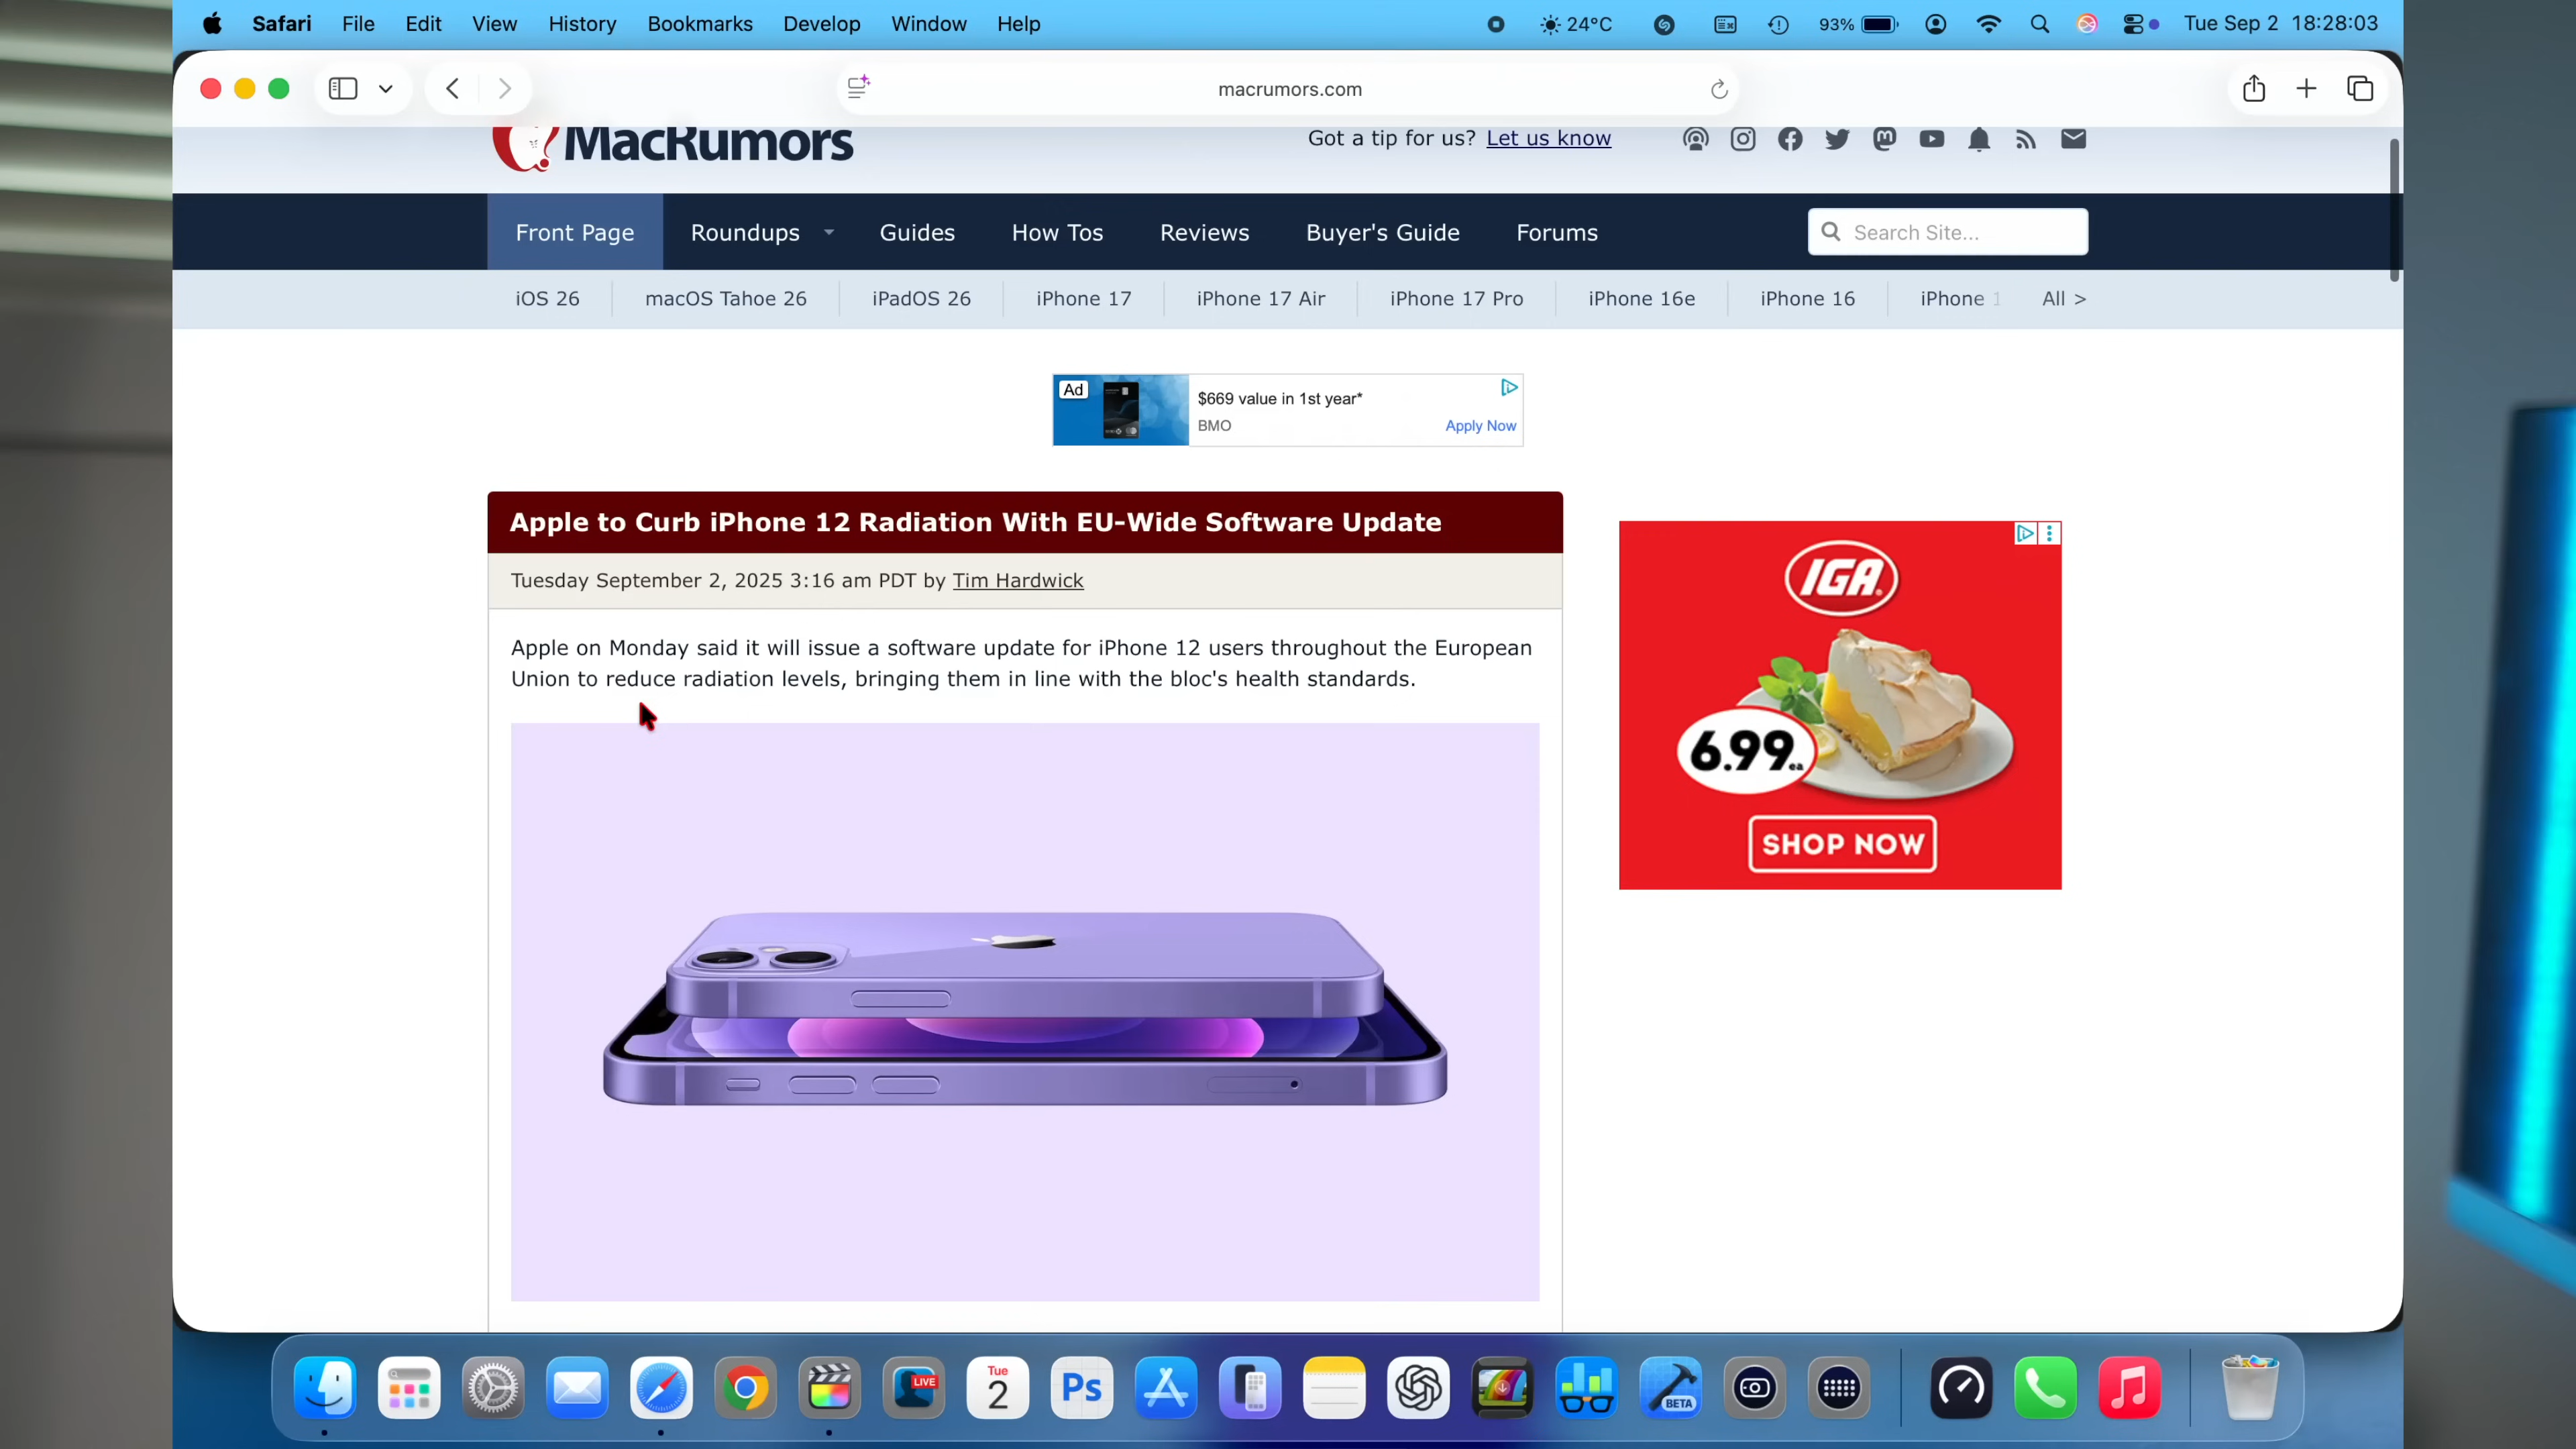 Safari File Edit View History Bookmarks Develop Window Help 24°C 93% Tue Sep 2 18:28:03
macrumors.com
MacRumors
Got a tip for us? Let us know
Front Page Roundups Guides How Tos Reviews Buyer's Guide Forums Search Site...
iOS 26 macOS Tahoe 26 iPadOS 26 iPhone 17 iPhone 17 Air iPhone 17 Pro iPhone 16e iPhone 16 iPhone 1 All >
Ad
$669 value in 1st year*
BMO
Apply Now
Apple to Curb iPhone 12 Radiation With EU-Wide Software Update
Tuesday September 2, 2025 3:16 am PDT by Tim Hardwick
Apple on Monday said it will issue a software update for iPhone 12 users throughout the European
Union to reduce radiation levels, bringing them in line with the bloc's health standards.
IGA
6.99 ea
SHOP NOW
LIVE
Tue
2
Ps
BETA